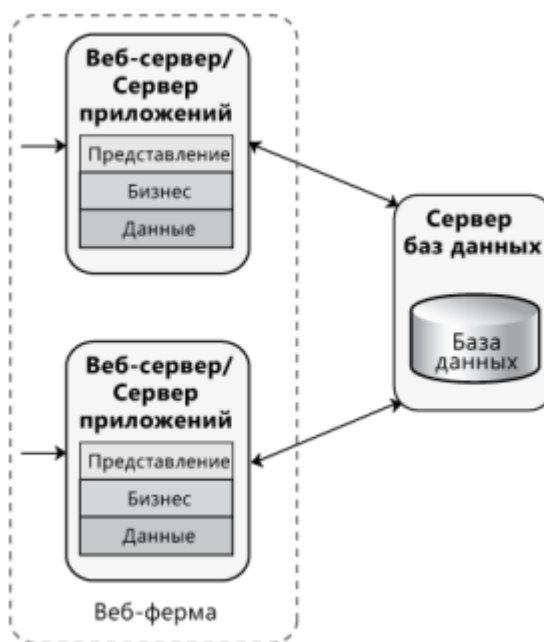 Веб-сервер/
Сервер
приложений
Представление
Бизнес
Данные
Сервер
баз данных
База
данных
Веб-сервер/
Сервер
приложений
Представление
Бизнес
Данные
Веб-ферма